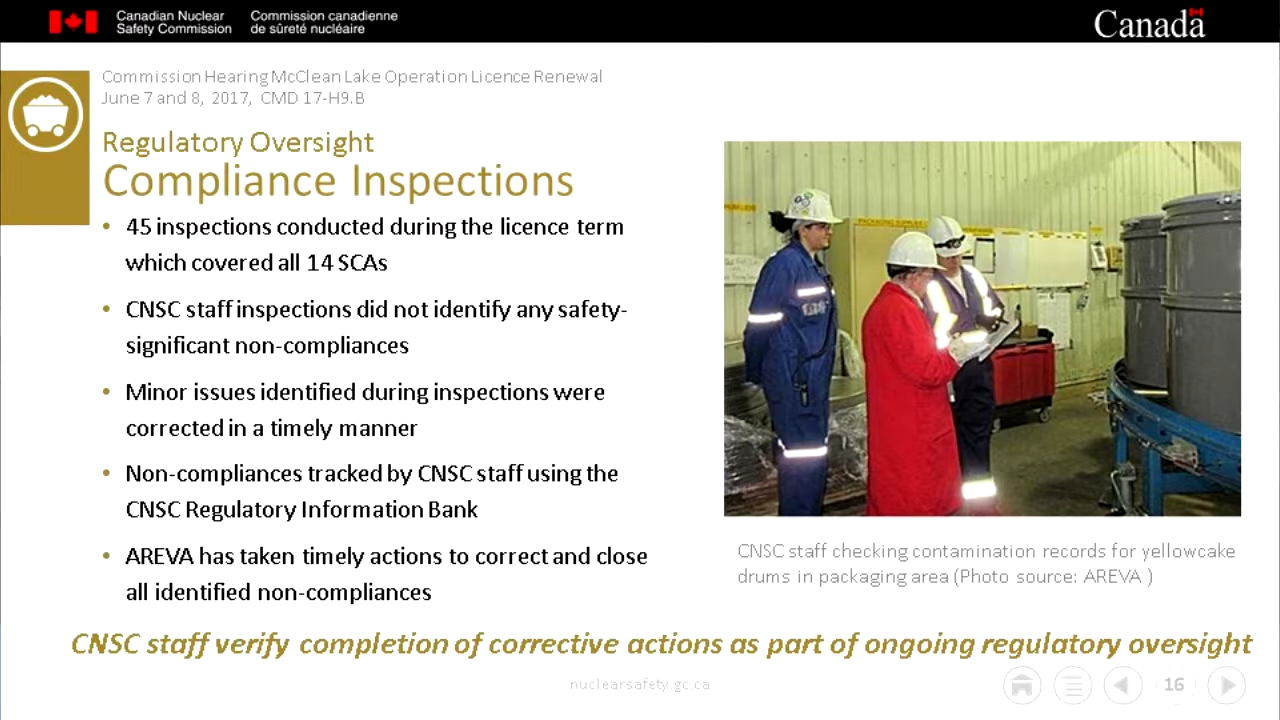 Canadian Nuclear
Safety Commission
Commission canadienne
de sûreté nucléaire
Canada
Commission Hearing McClean Lake Operation Licence Renewal
June 7 and 8, 2017, CMD 17-H9.B
Regulatory Oversight
Compliance Inspections
• 45 inspections conducted during the licence term
which covered all 14 SCAs
• CNSC staff inspections did not identify any safety-
significant non-compliances
• Minor issues identified during inspections were
corrected in a timely manner
• Non-compliances tracked by CNSC staff using the
CNSC Regulatory Information Bank
• AREVA has taken timely actions to correct and close
all identified non-compliances
PACKAGING SUPPLIES
CNSC staff checking contamination records for yellowcake
drums in packaging area (Photo source: AREVA )
CNSC staff verify completion of corrective actions as part of ongoing regulatory oversight
nuclearsafety.gc.ca
16